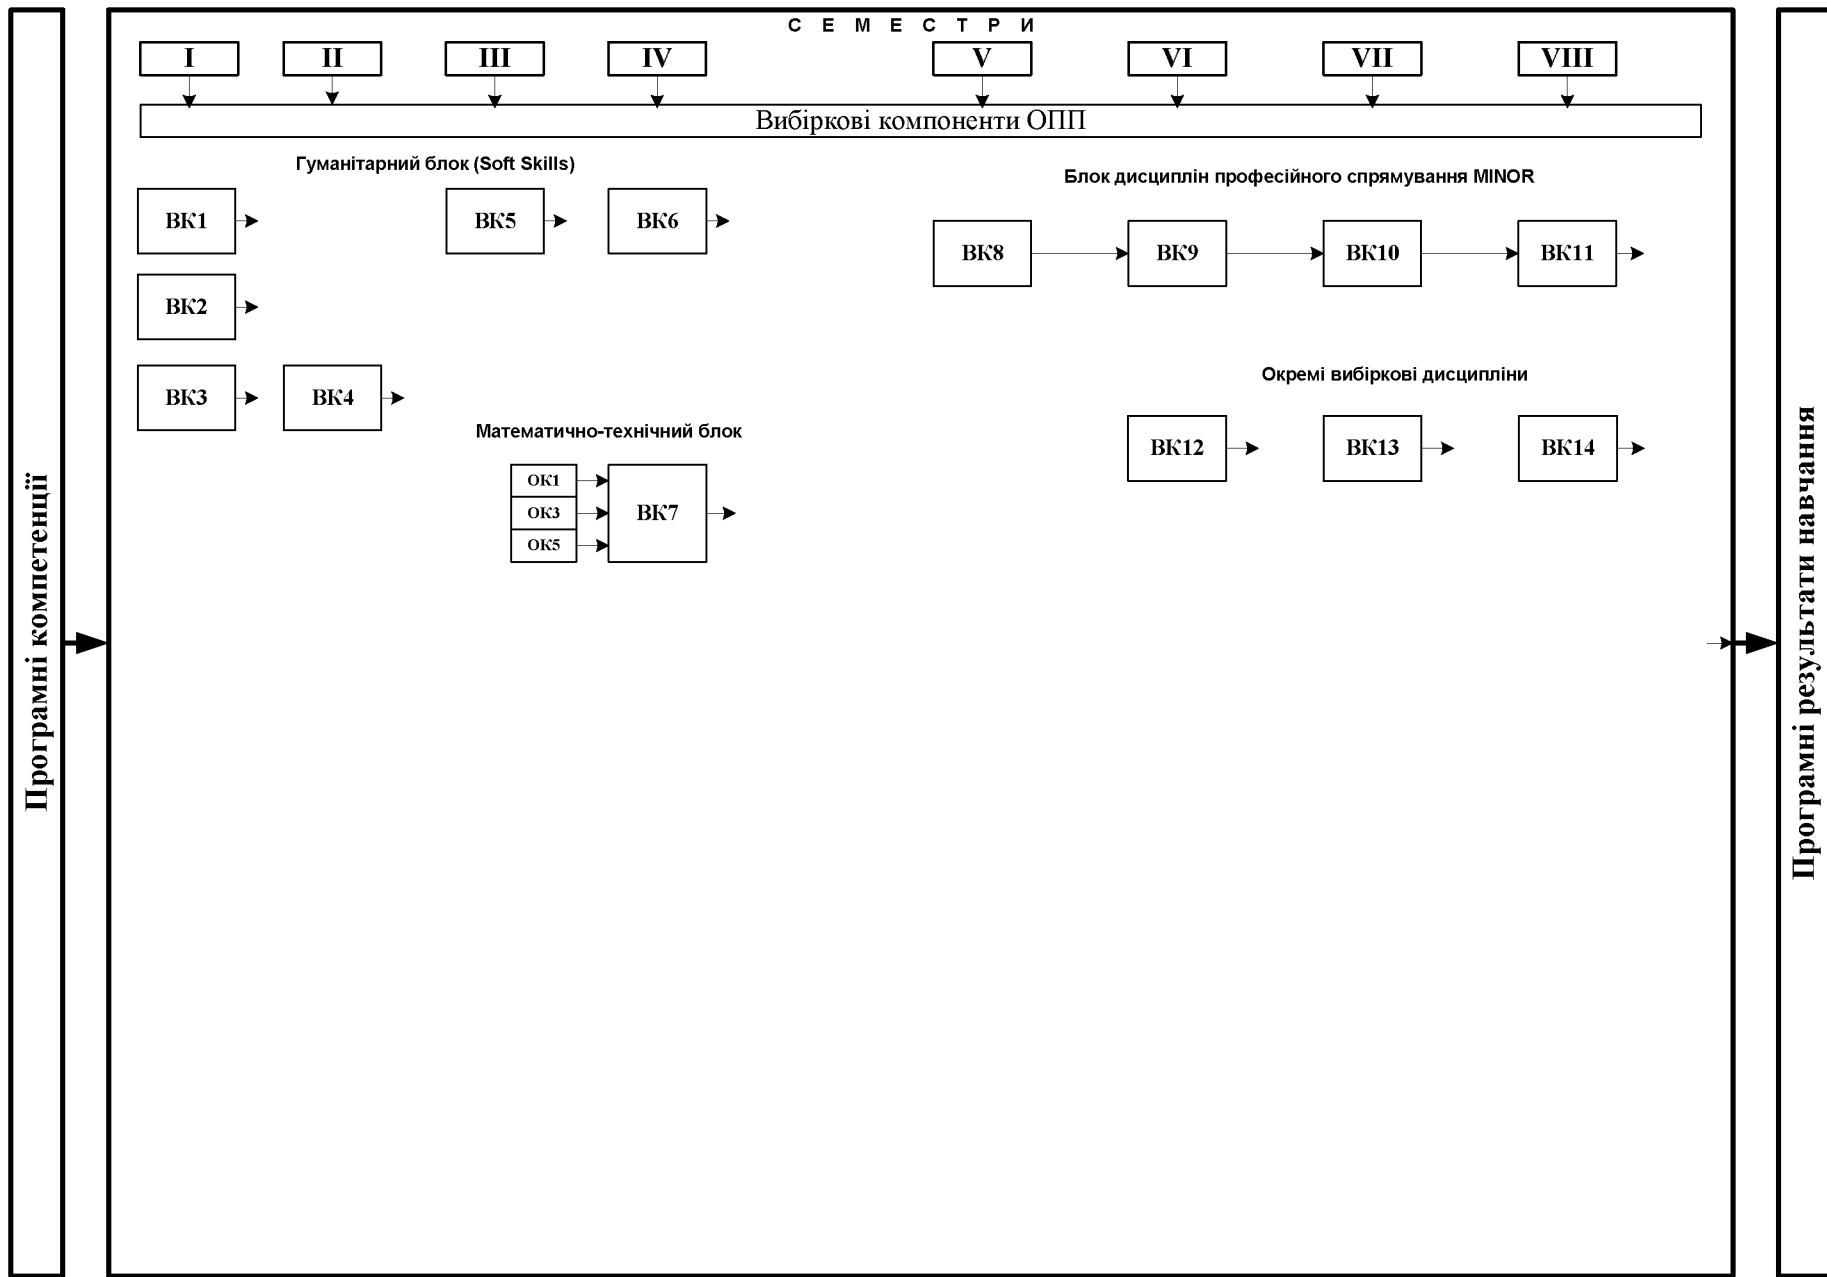 С Е М Е С Т Р И
I II III IV V VI VII VIII
Вибіркові компоненти ОПП
Гуманітарний блок (Soft Skills)
Блок дисциплін професійного спрямування MINOR
ВК1 ВК5 ВК6
ВК8 ВК9 ВК10 ВК11
ВК2
Окремі вибіркові дисципліни
ВК3 ВК4
Математично-технічний блок
ВК12 ВК13 ВК14
ОК1
ОК3 ВК7
ОК5
Програмні компетенції
Програмні результати навчання